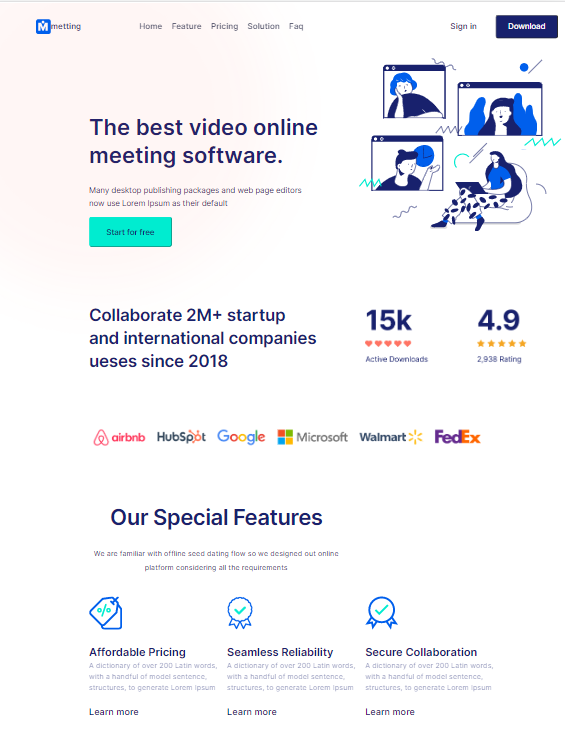 M metting
Home Feature Pricing Solution Faq
Sign in
Download
The best video online
meeting software.
Many desktop publishing packages and web page editors
now use Lorem Ipsum as their default
Start for free
Collaborate 2M+ startup
and international companies
ueses since 2018
15k
Active Downloads
4.9
2,938 Rating
airbnb HubSpot Google Microsoft Walmart FedEx
Our Special Features
We are familiar with offline seed dating flow so we designed out online
platform considering all the requirements
%
Affordable Pricing
A dictionary of over 200 Latin words,
with a handful of model sentence,
structures, to generate Lorem Ipsum
Learn more
Seamless Reliability
A dictionary of over 200 Latin words,
with a handful of model sentence,
structures, to generate Lorem Ipsum
Learn more
Secure Collaboration
A dictionary of over 200 Latin words,
with a handful of model sentence,
structures, to generate Lorem Ipsum
Learn more